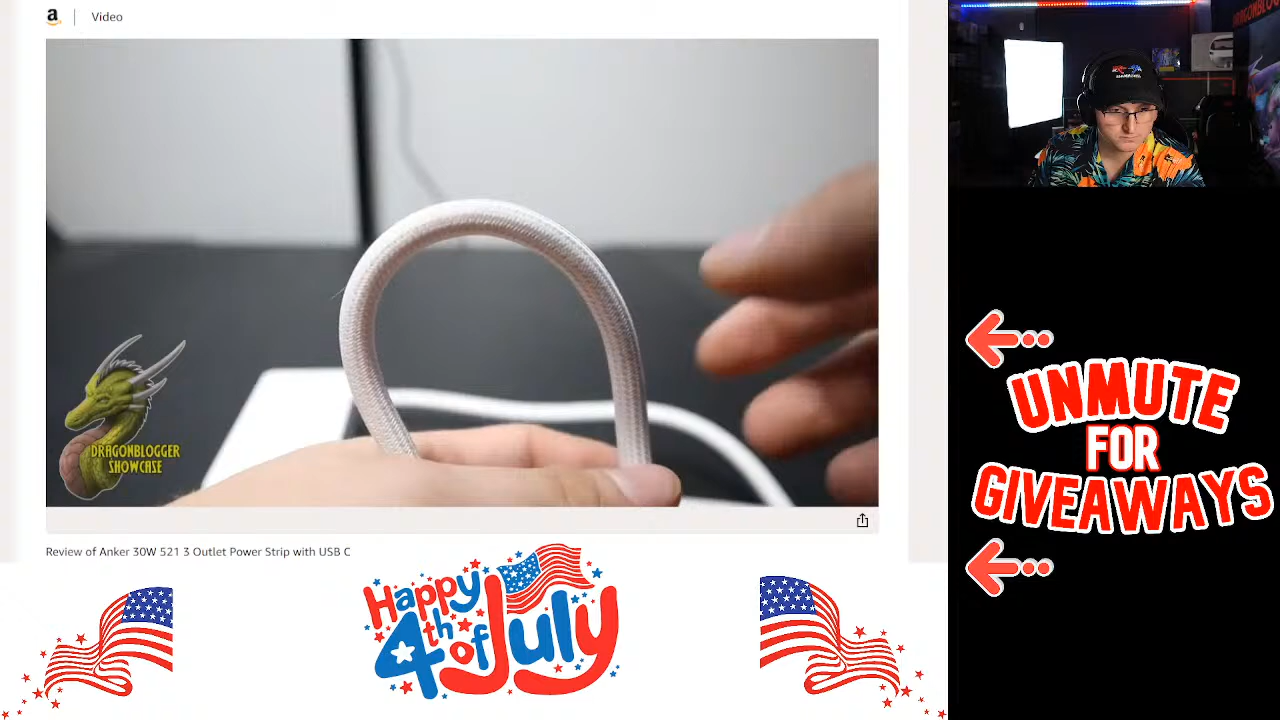 a
Video
DRAGONBLOGGER
SHOWCASE
Review of Anker 30W 521 3 Outlet Power Strip with USB C
Happy
4th
of
July
UNMUTE
FOR
GIVEAWAYS